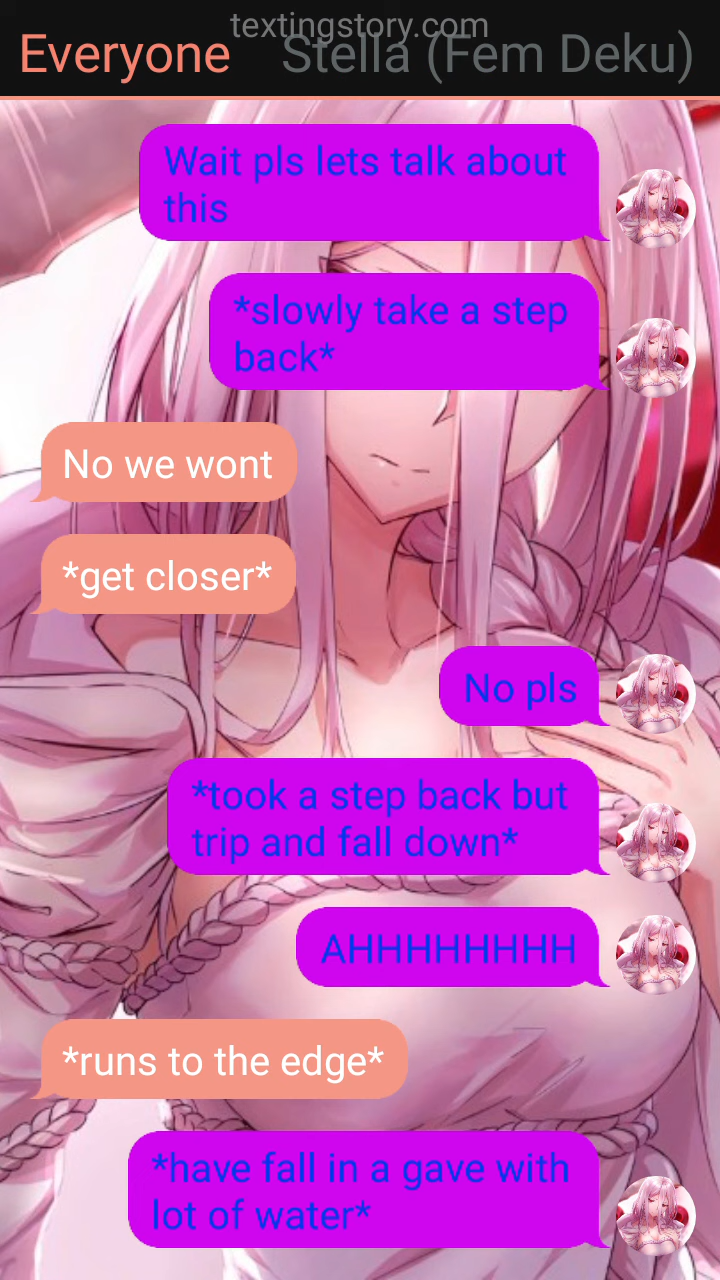 textingstory.com
Everyone
Stella (Fem Deku)
Wait pls lets talk about
this
*slowly take a step
back*
No we wont
*get closer*
No pls
*took a step back but
trip and fall down*
AHHHHHHHHH
*runs to the edge*
*have fall in a gave with
lot of water*